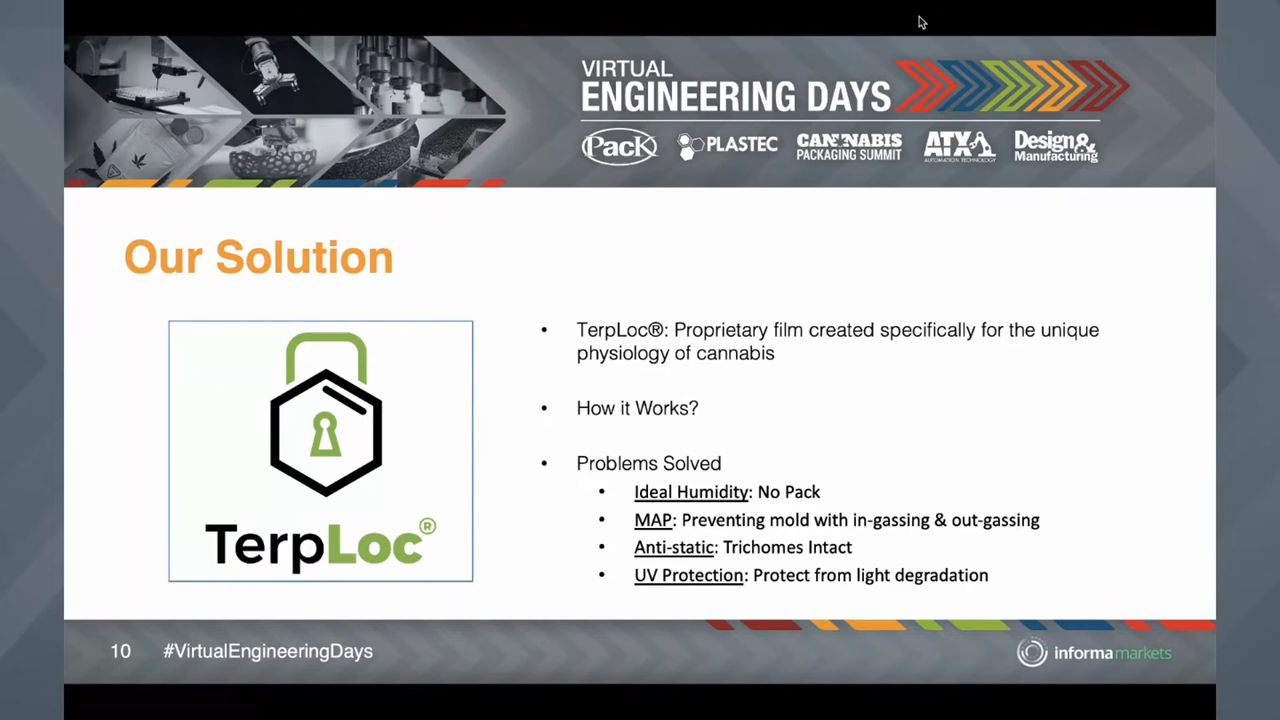 VIRTUAL
ENGINEERING DAYS
PACK
PLASTEC
CANNABIS
PACKAGING SUMMIT
ATX
AUTOMATION TECHNOLOGY
Design&
Manufacturing
Our Solution
TerpLoc®
• TerpLoc®: Proprietary film created specifically for the unique
physiology of cannabis
• How it Works?
• Problems Solved
• Ideal Humidity: No Pack
• MAP: Preventing mold with in-gassing & out-gassing
• Anti-static: Trichomes Intact
• UV Protection: Protect from light degradation
10 #VirtualEngineeringDays
informa markets